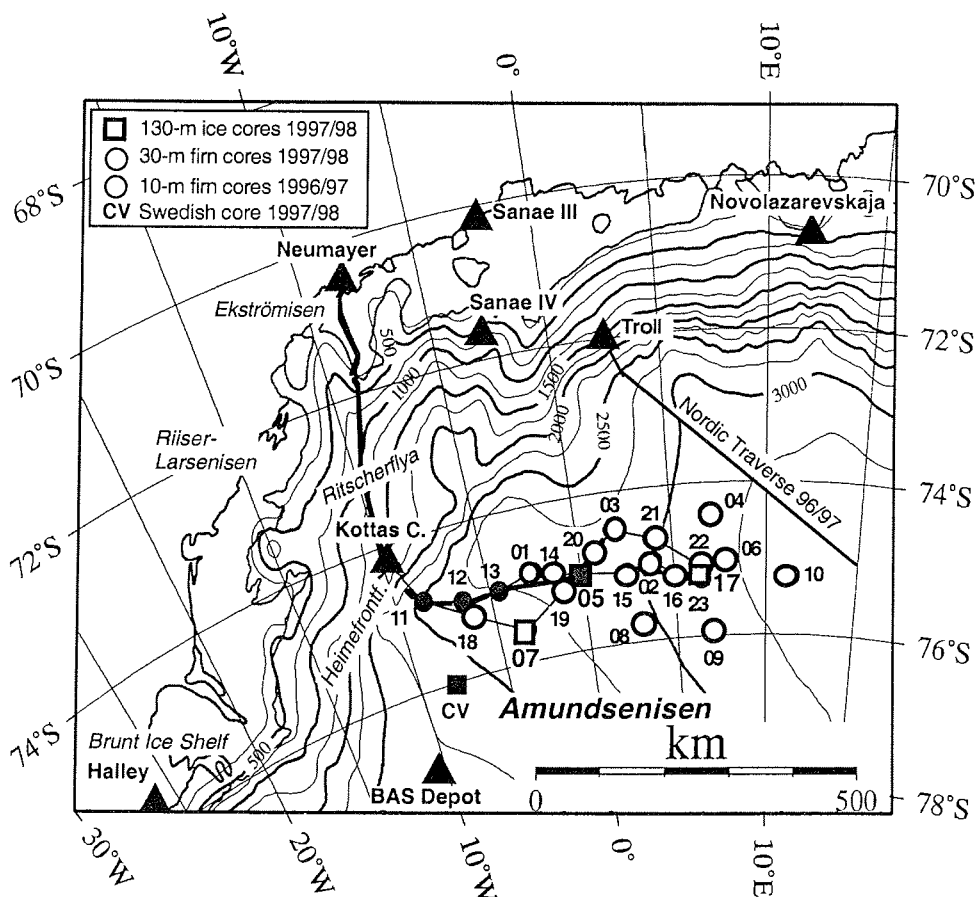 10°W
0°
10°E
130-m ice cores 1997/98
30-m firn cores 1997/98
10-m firn cores 1996/97
CV Swedish core 1997/98
68°S
70°S
Sanae III
Novolazarevskaja
Neumayer
Ekströmisen
Sanae IV
Troll
500
1000
1500
2000
2500
3000
70°S
72°S
Riiser-
Larsenisen
Ritscherflya
Nordic Traverse 96/97
Kottas C.
74°S
03
21
04
20
22
06
01
14
13
12
11
05
15
02
16
23
17
10
18
07
19
08
09
72°S
76°S
Heimefrontf.
CV
Amundsenisen
74°S
Brunt Ice Shelf
500
Halley
BAS Depot
km
0
500
78°S
30°W
20°W
10°W
0°
10°E